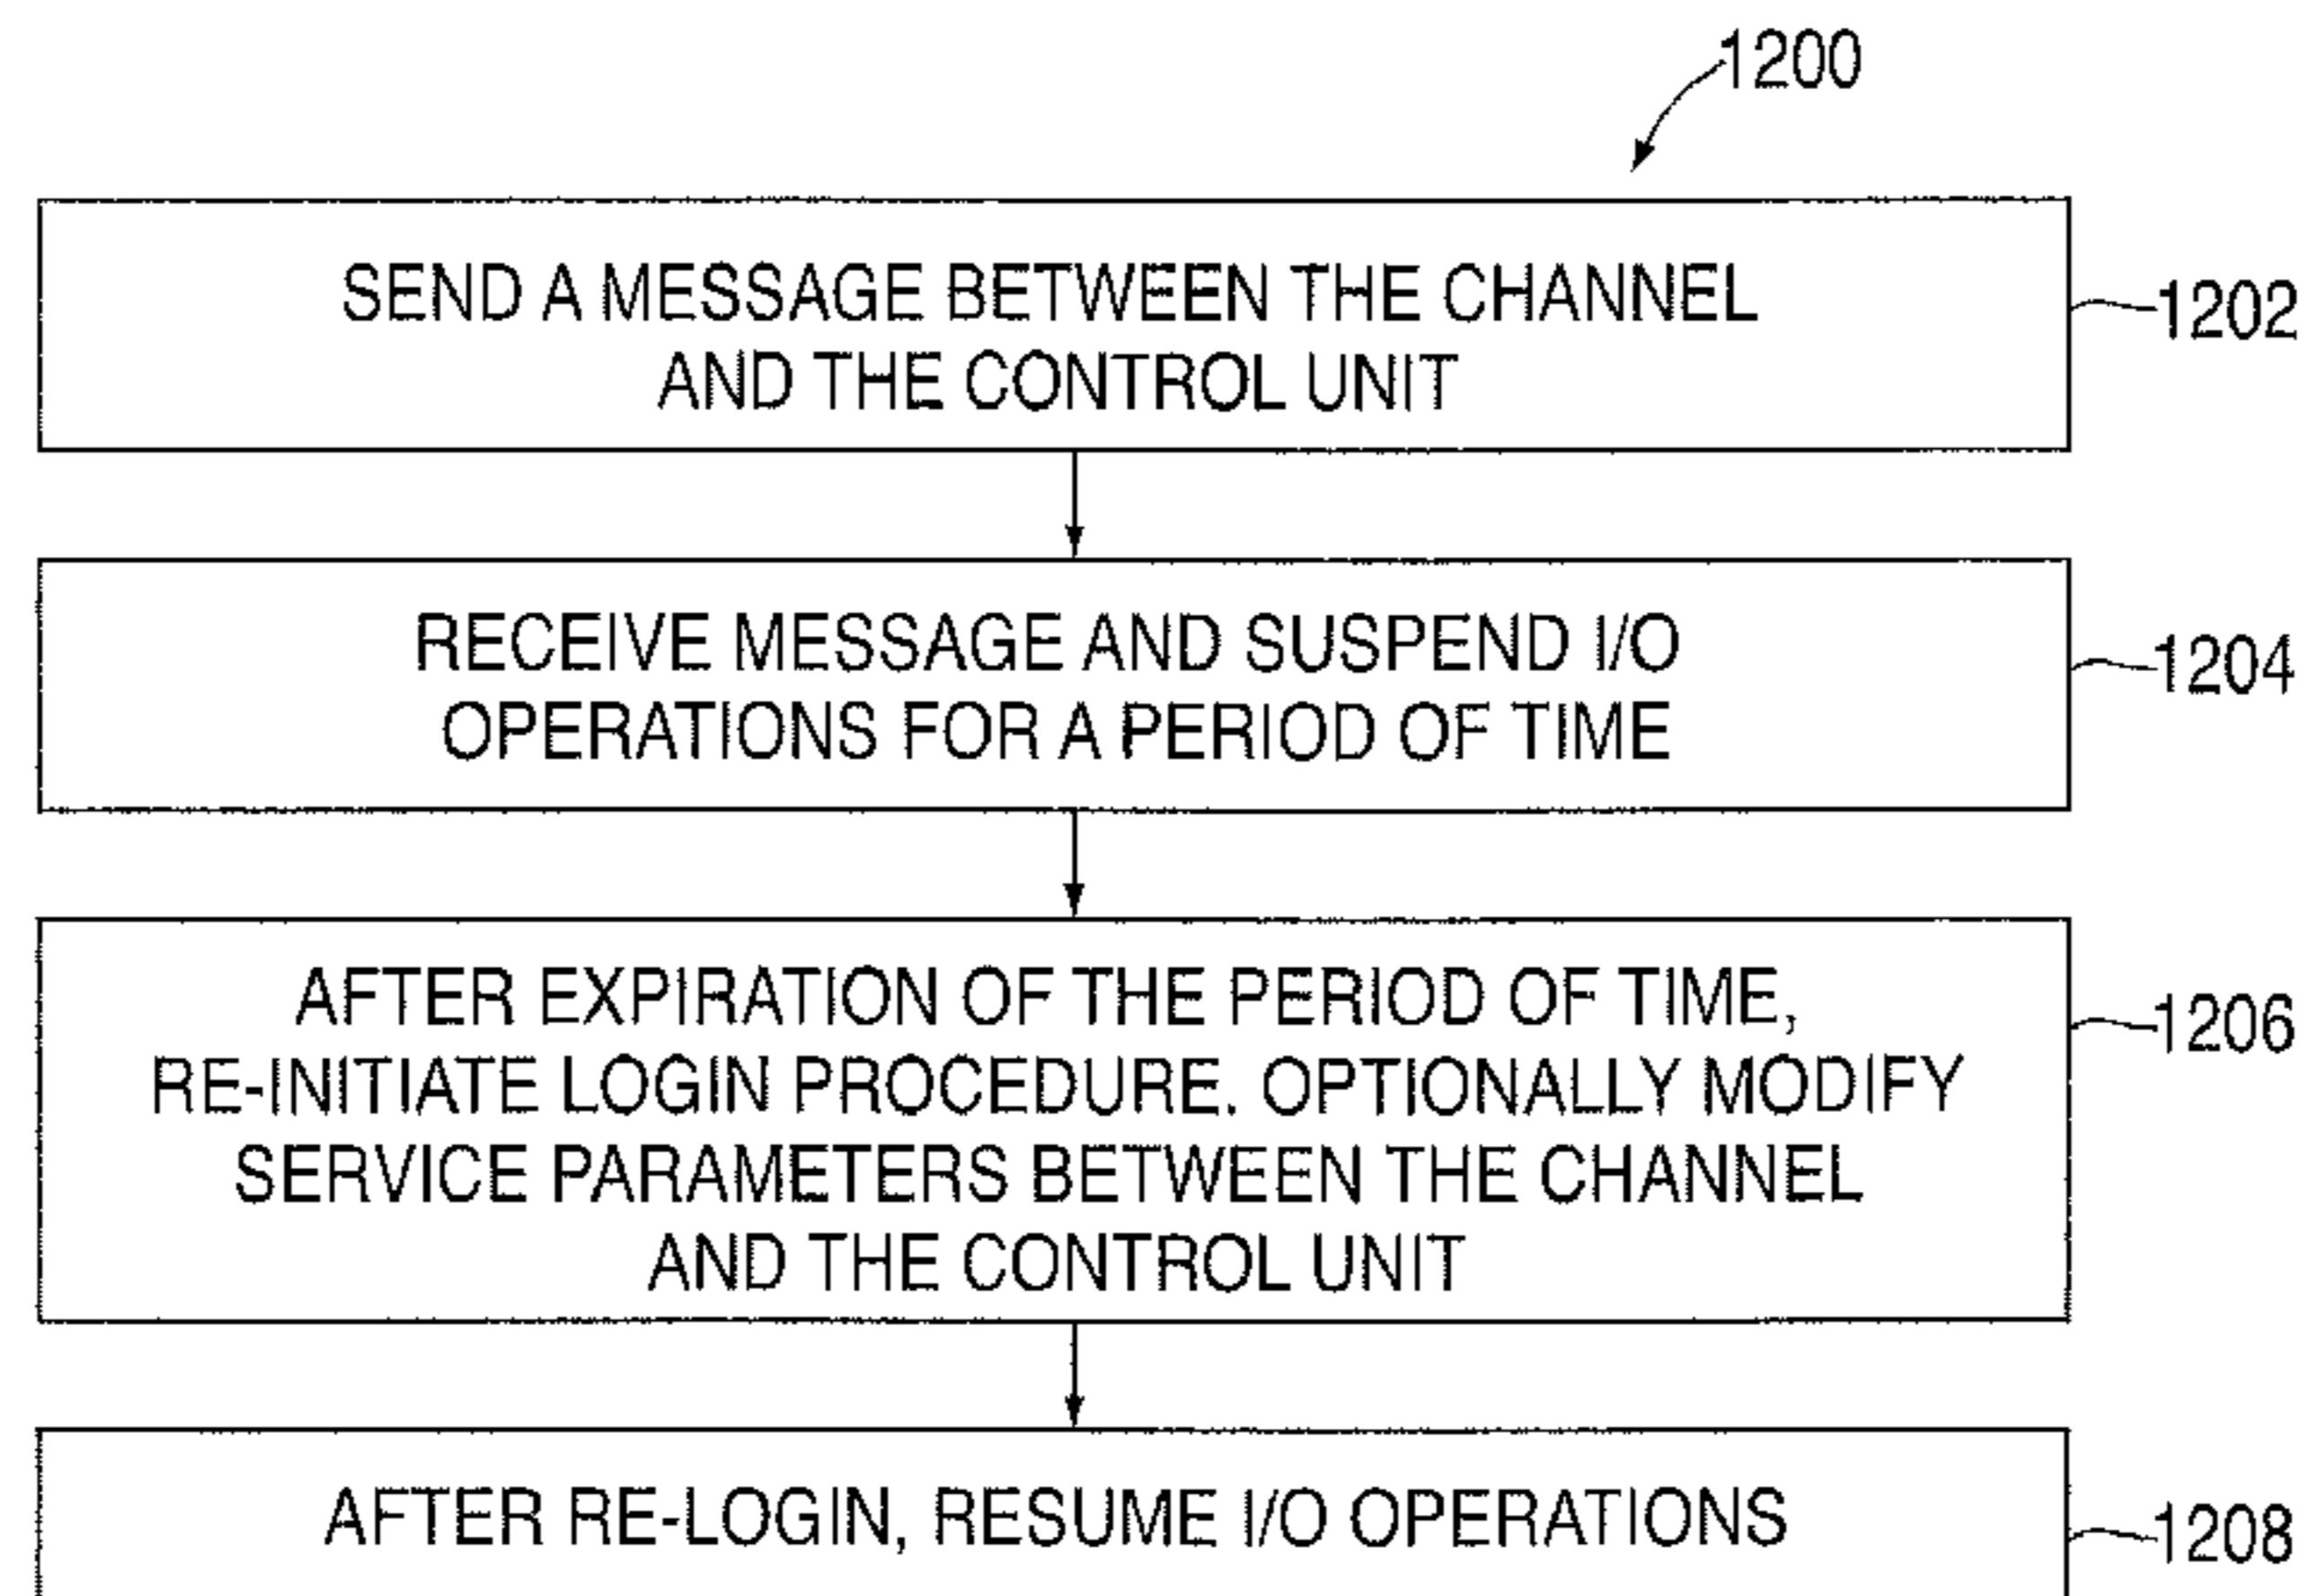 1200
SEND A MESSAGE BETWEEN THE CHANNEL
AND THE CONTROL UNIT
1202
RECEIVE MESSAGE AND SUSPEND I/O
OPERATIONS FOR A PERIOD OF TIME
1204
AFTER EXPIRATION OF THE PERIOD OF TIME,
RE-INITIATE LOGIN PROCEDURE. OPTIONALLY MODIFY
SERVICE PARAMETERS BETWEEN THE CHANNEL
AND THE CONTROL UNIT
1206
AFTER RE-LOGIN, RESUME I/O OPERATIONS
1208